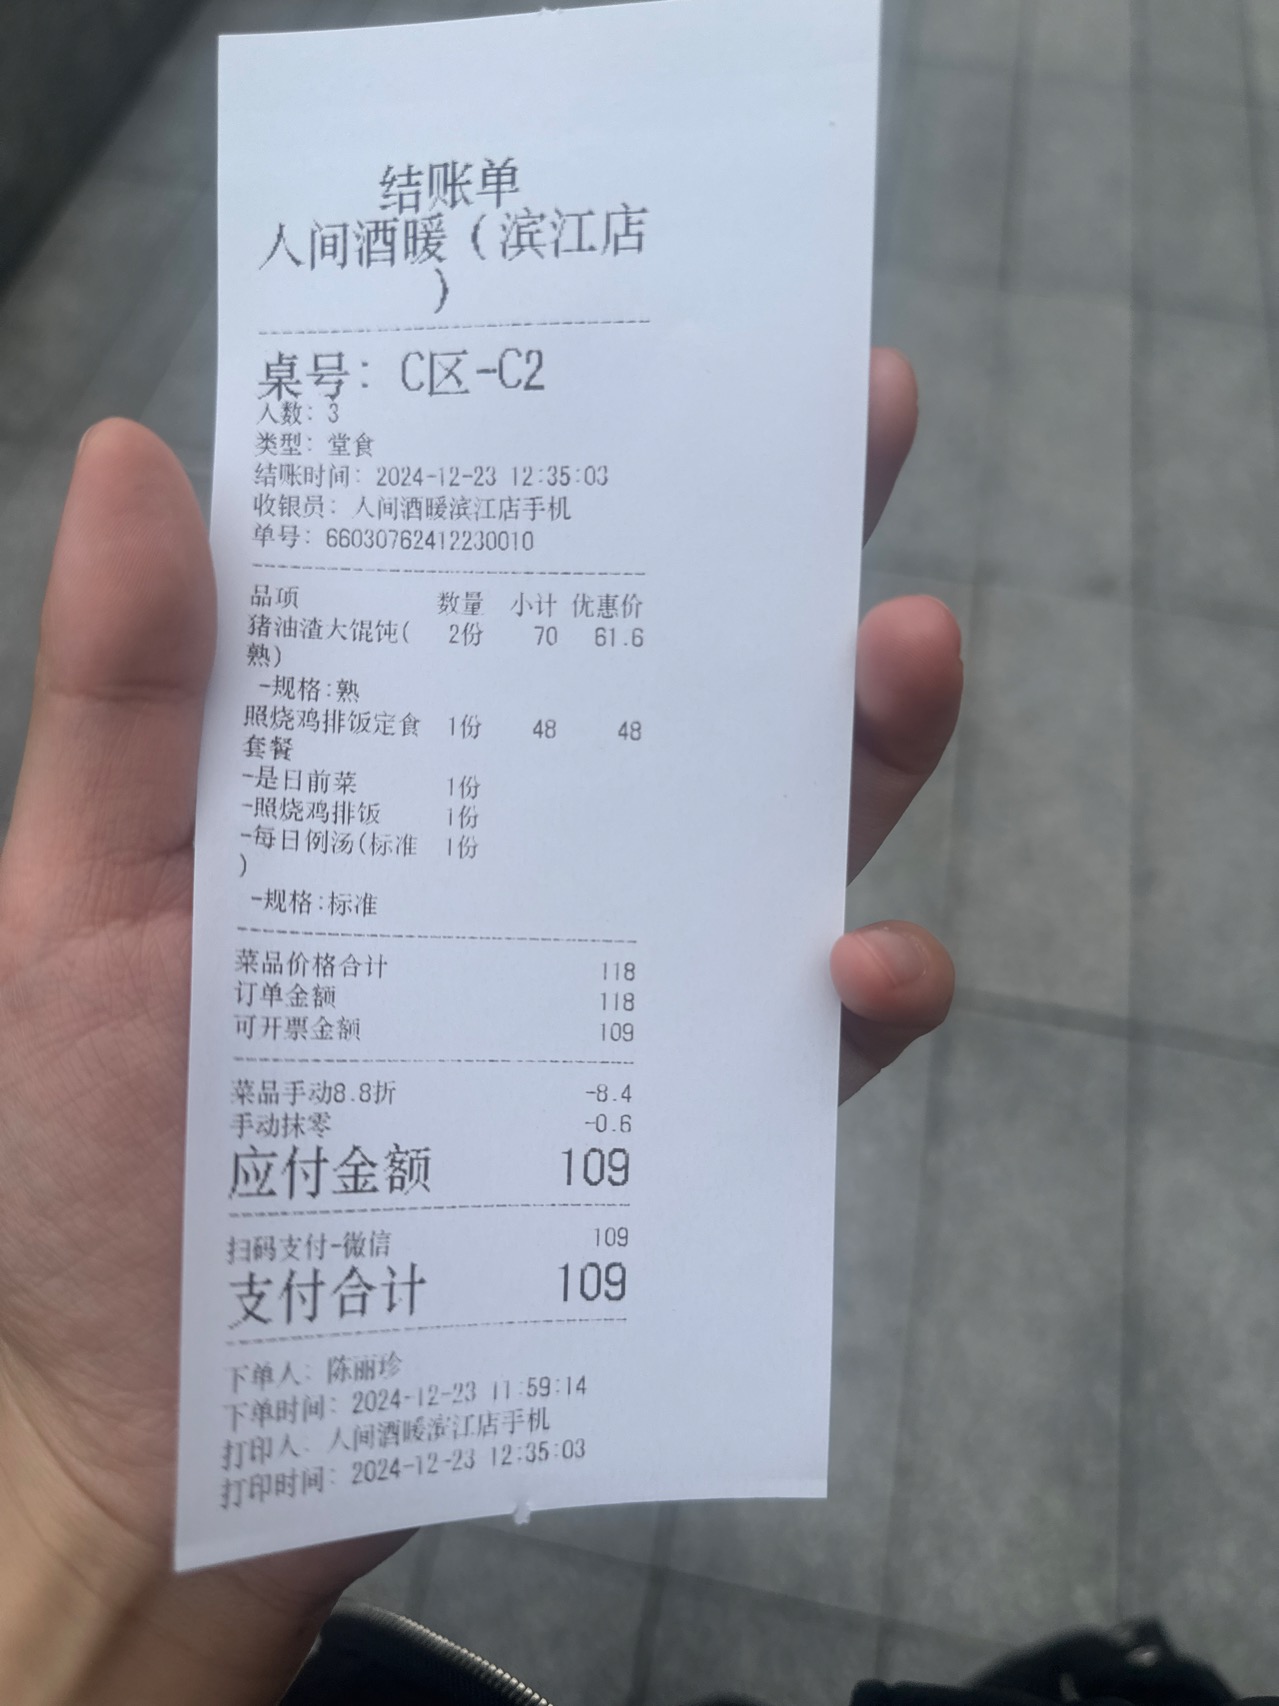 结账单
人间酒暖（滨江店
）
桌号：C区-C2
人数：3
类型：堂食
结账时间：2024-12-23 12:35:03
收银员：人间酒暖滨江店手机
单号：66030762412230010
品项 数量 小计 优惠价
猪油渣大馄饨( 2份 70 61.6
熟)
-规格:熟
照烧鸡排饭定食 1份 48 48
套餐
-是日前菜 1份
-照烧鸡排饭 1份
-每日例汤(标准 1份
)
-规格:标准
菜品价格合计 118
订单金额 118
可开票金额 109
菜品手动8.8折 -8.4
手动抹零 -0.6
应付金额 109
扫码支付-微信 109
支付合计 109
下单人：陈丽珍
下单时间：2024-12-23 11:59:14
打印人：人间酒暖滨江店手机
打印时间：2024-12-23 12:35:03